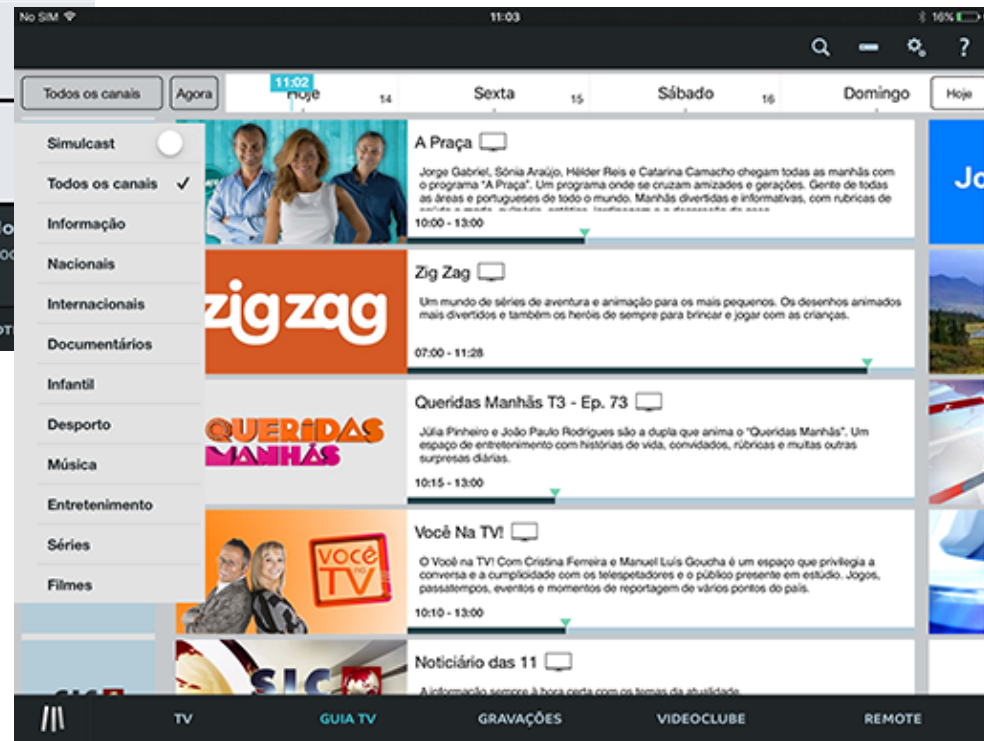 No SIM 11:03 16%
?
Todos os canais Agora 11:02 Hoje 14 Sexta 15 Sábado 16 Domingo Hoje
Simulcast
Todos os canais ✓
Informação
Nacionais
Internacionais
Documentários
Infantil
Desporto
Música
Entretenimento
Séries
Filmes
A Praça
Jorge Gabriel, Sónia Araújo, Hélder Reis e Catarina Camacho chegam todas as manhãs com
o programa "A Praça". Um programa onde se cruzam amizades e gerações. Gente de todas
as áreas e portugueses de todo o mundo. Manhãs divertidas e informativas, com rubricas de
10:00 - 13:00
Jo
zig zag
Zig Zag
Um mundo de séries de aventura e animação para os mais pequenos. Os desenhos animados
mais divertidos e também os heróis de sempre para brincar e jogar com as crianças.
07:00 - 11:28
QUERIDAS
MANHÃS
Queridas Manhãs T3 - Ep. 73
Júlia Pinheiro e João Paulo Rodrigues são a dupla que anima o "Queridas Manhãs". Um
espaço de entretenimento com histórias de vida, convidados, rúbricas e muitas outras
surpresas diárias.
10:15 - 13:00
VOCÊ
NA
TV
Você Na TV!
O Você na TV! Com Cristina Ferreira e Manuel Luís Goucha é um espaço que privilegia a
conversa e a cumplicidade com os telespetadores e o público presente em estúdio. Jogos,
passatempos, eventos e momentos de reportagem de vários pontos do país.
10:10 - 13:00
SIC
SIC
Noticiário das 11
A informação sempre à hora certa com os temas da atualidade.
TV GUIA TV GRAVAÇÕES VIDEOCLUBE REMOTE